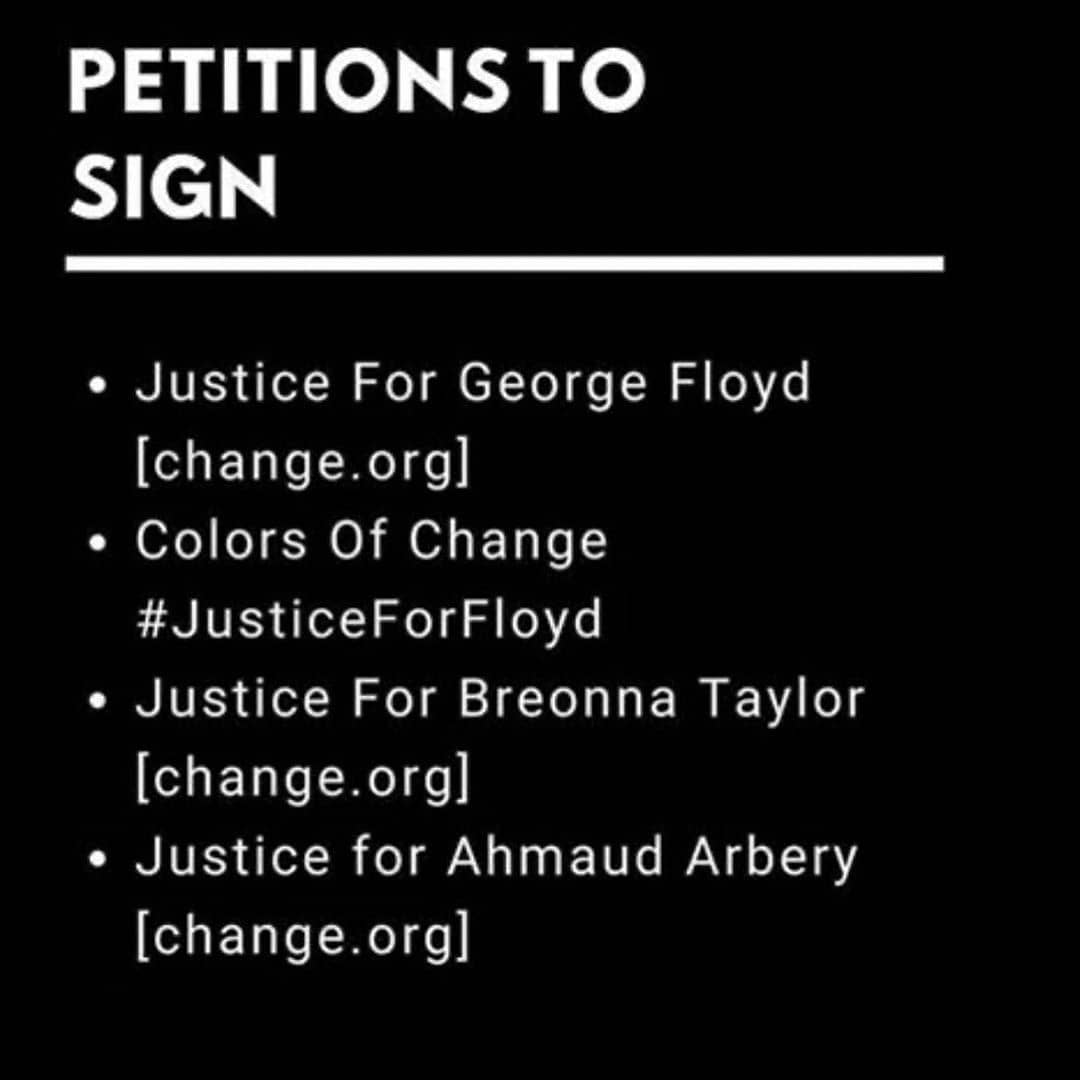 PETITIONS TO
SIGN
• Justice For George Floyd
[change.org]
• Colors Of Change
#JusticeForFloyd
• Justice For Breonna Taylor
[change.org]
• Justice for Ahmaud Arbery
[change.org]